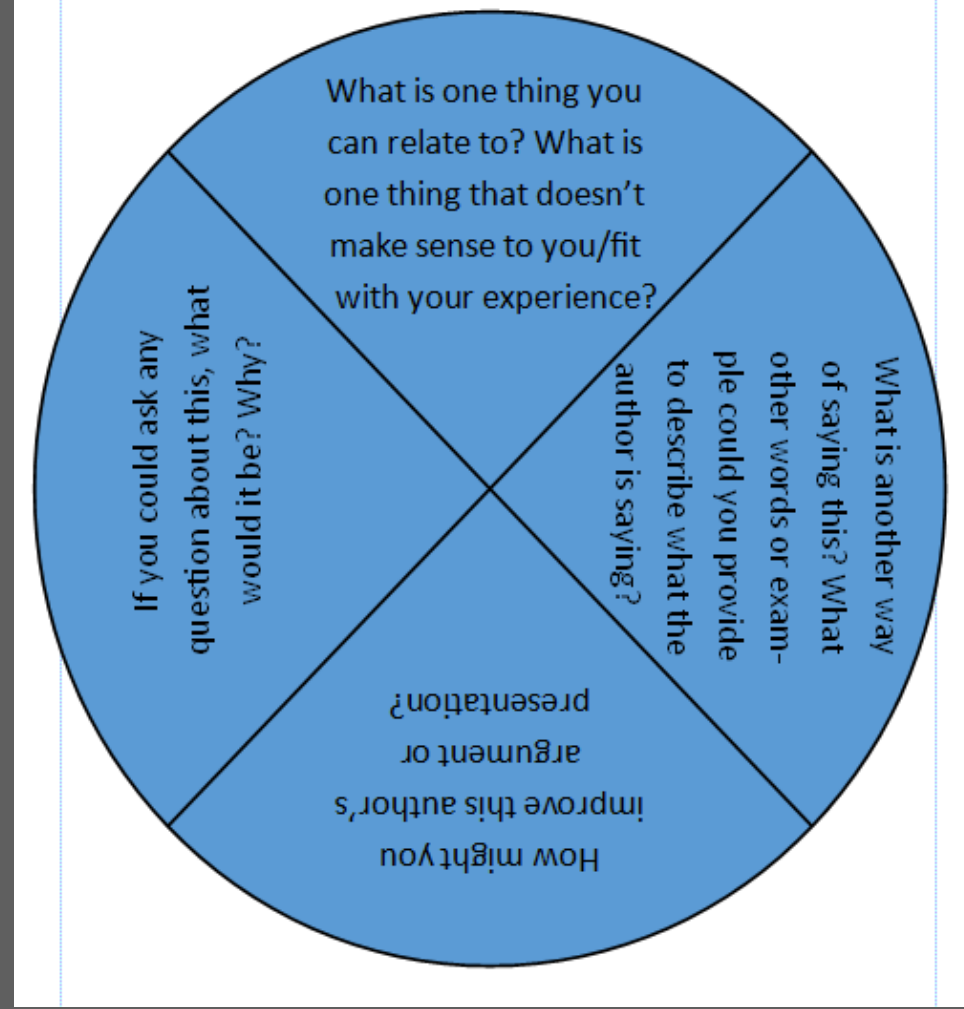 What is one thing you
can relate to? What is
one thing that doesn’t
make sense to you/fit
with your experience?
What is another way
of saying this? What
other words or exam-
ple could you provide
to describe what the
author is saying?
How might you
improve this author’s
argument or
presentation?
If you could ask any
question about this, what
would it be? Why?